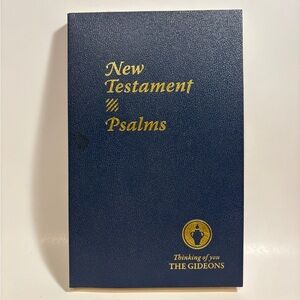 New
Testament
Psalms
Thinking of you
THE GIDEONS